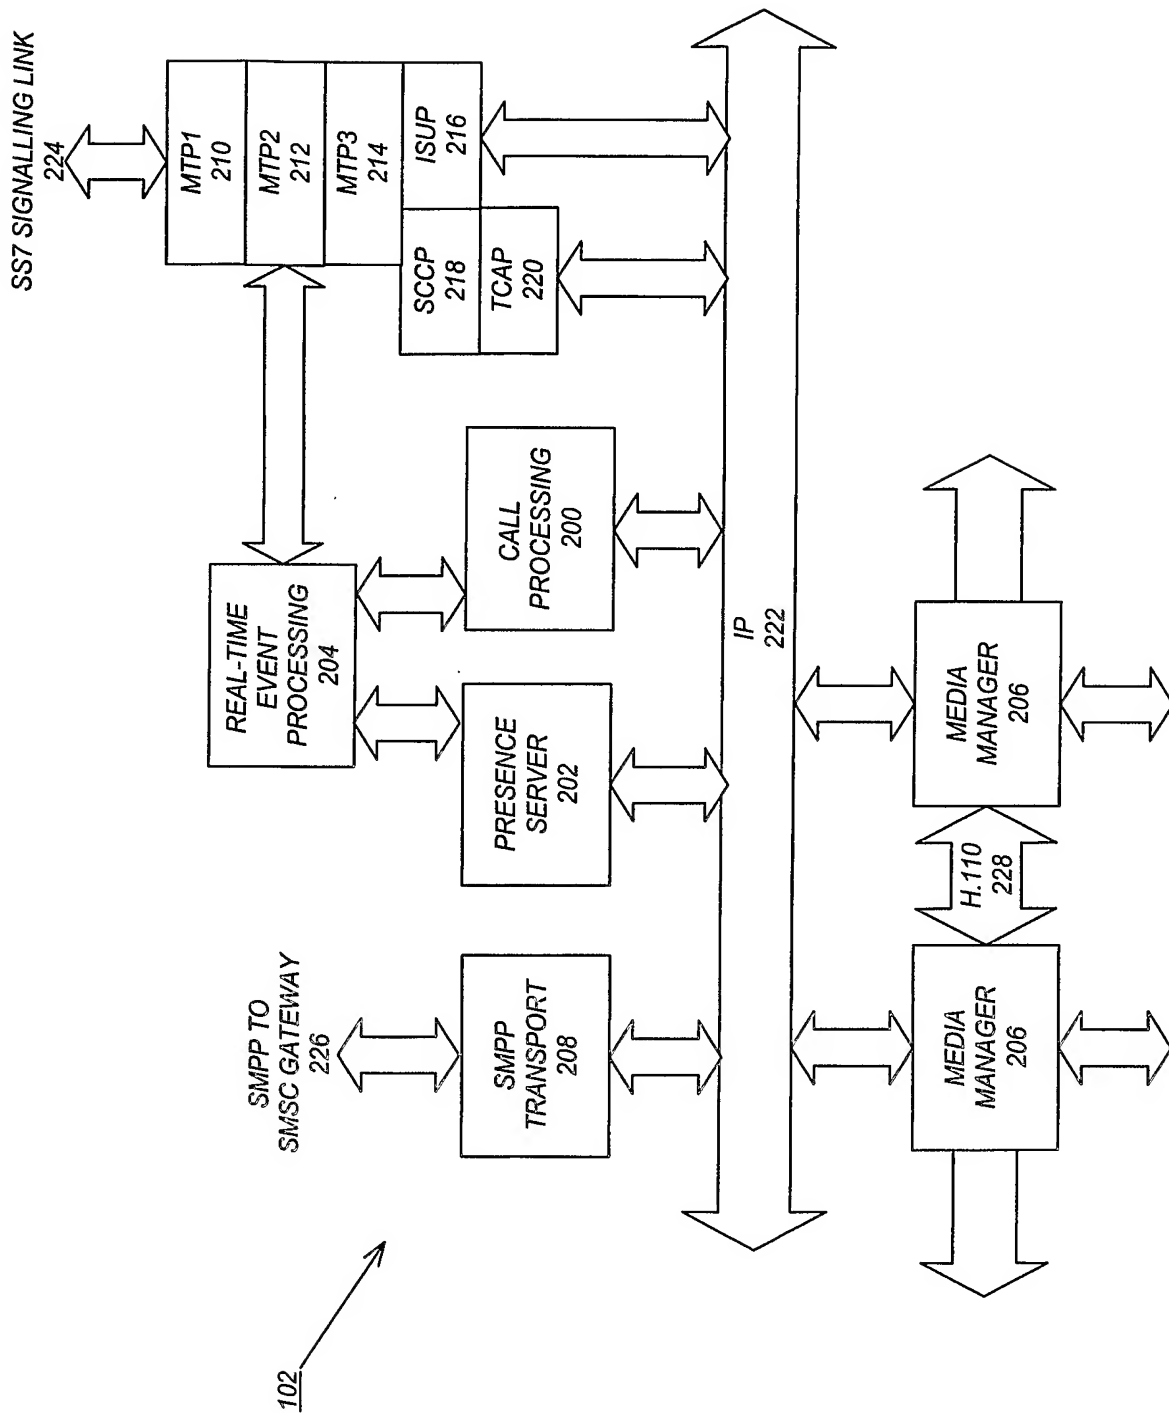 102
SMPP TO
SMSC GATEWAY
226
SMPP
TRANSPORT
208
PRESENCE
SERVER
202
REAL-TIME
EVENT
PROCESSING
204
CALL
PROCESSING
200
SS7 SIGNALLING LINK
224
MTP1
210
MTP2
212
MTP3
214
ISUP
216
SCCP
218
TCAP
220
IP
222
MEDIA
MANAGER
206
H.110
228
MEDIA
MANAGER
206